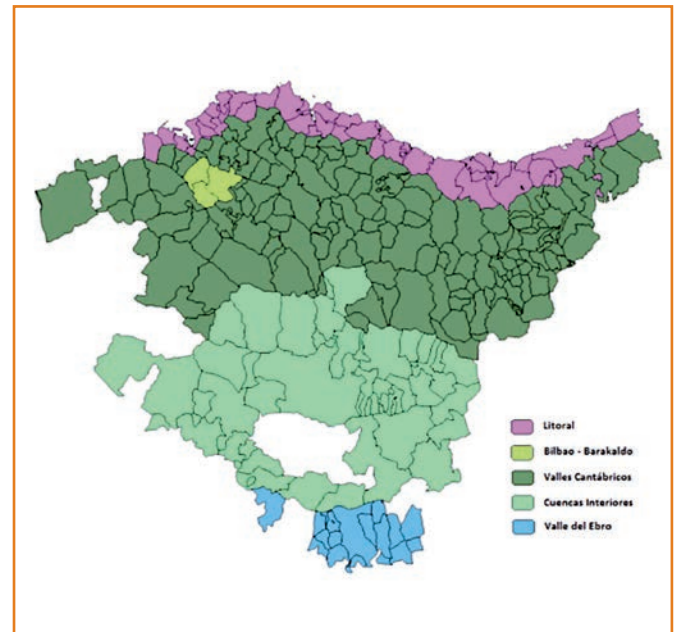 Litoral
Bilbao - Barakaldo
Valles Cantábricos
Cuencas Interiores
Valle del Ebro